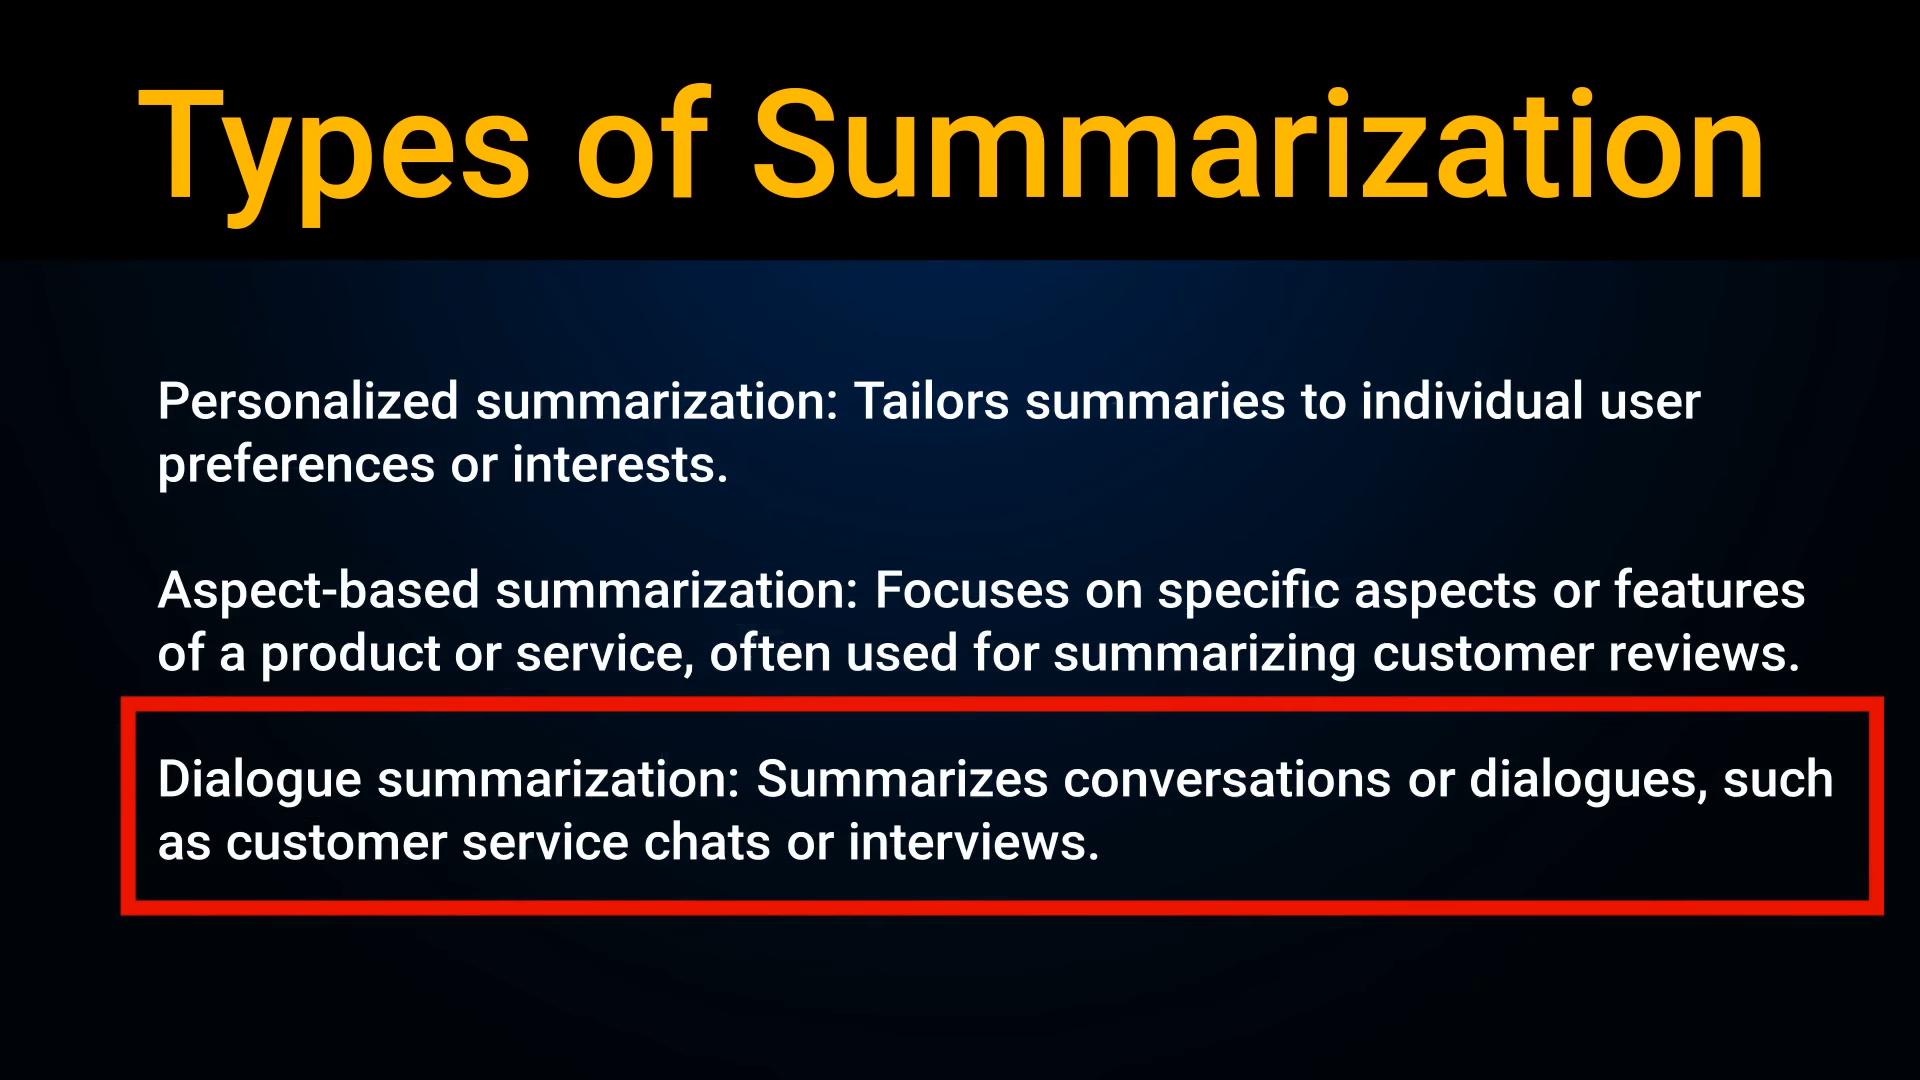 Types of Summarization
Personalized summarization: Tailors summaries to individual user
preferences or interests.
Aspect-based summarization: Focuses on specific aspects or features
of a product or service, often used for summarizing customer reviews.
Dialogue summarization: Summarizes conversations or dialogues, such
as customer service chats or interviews.